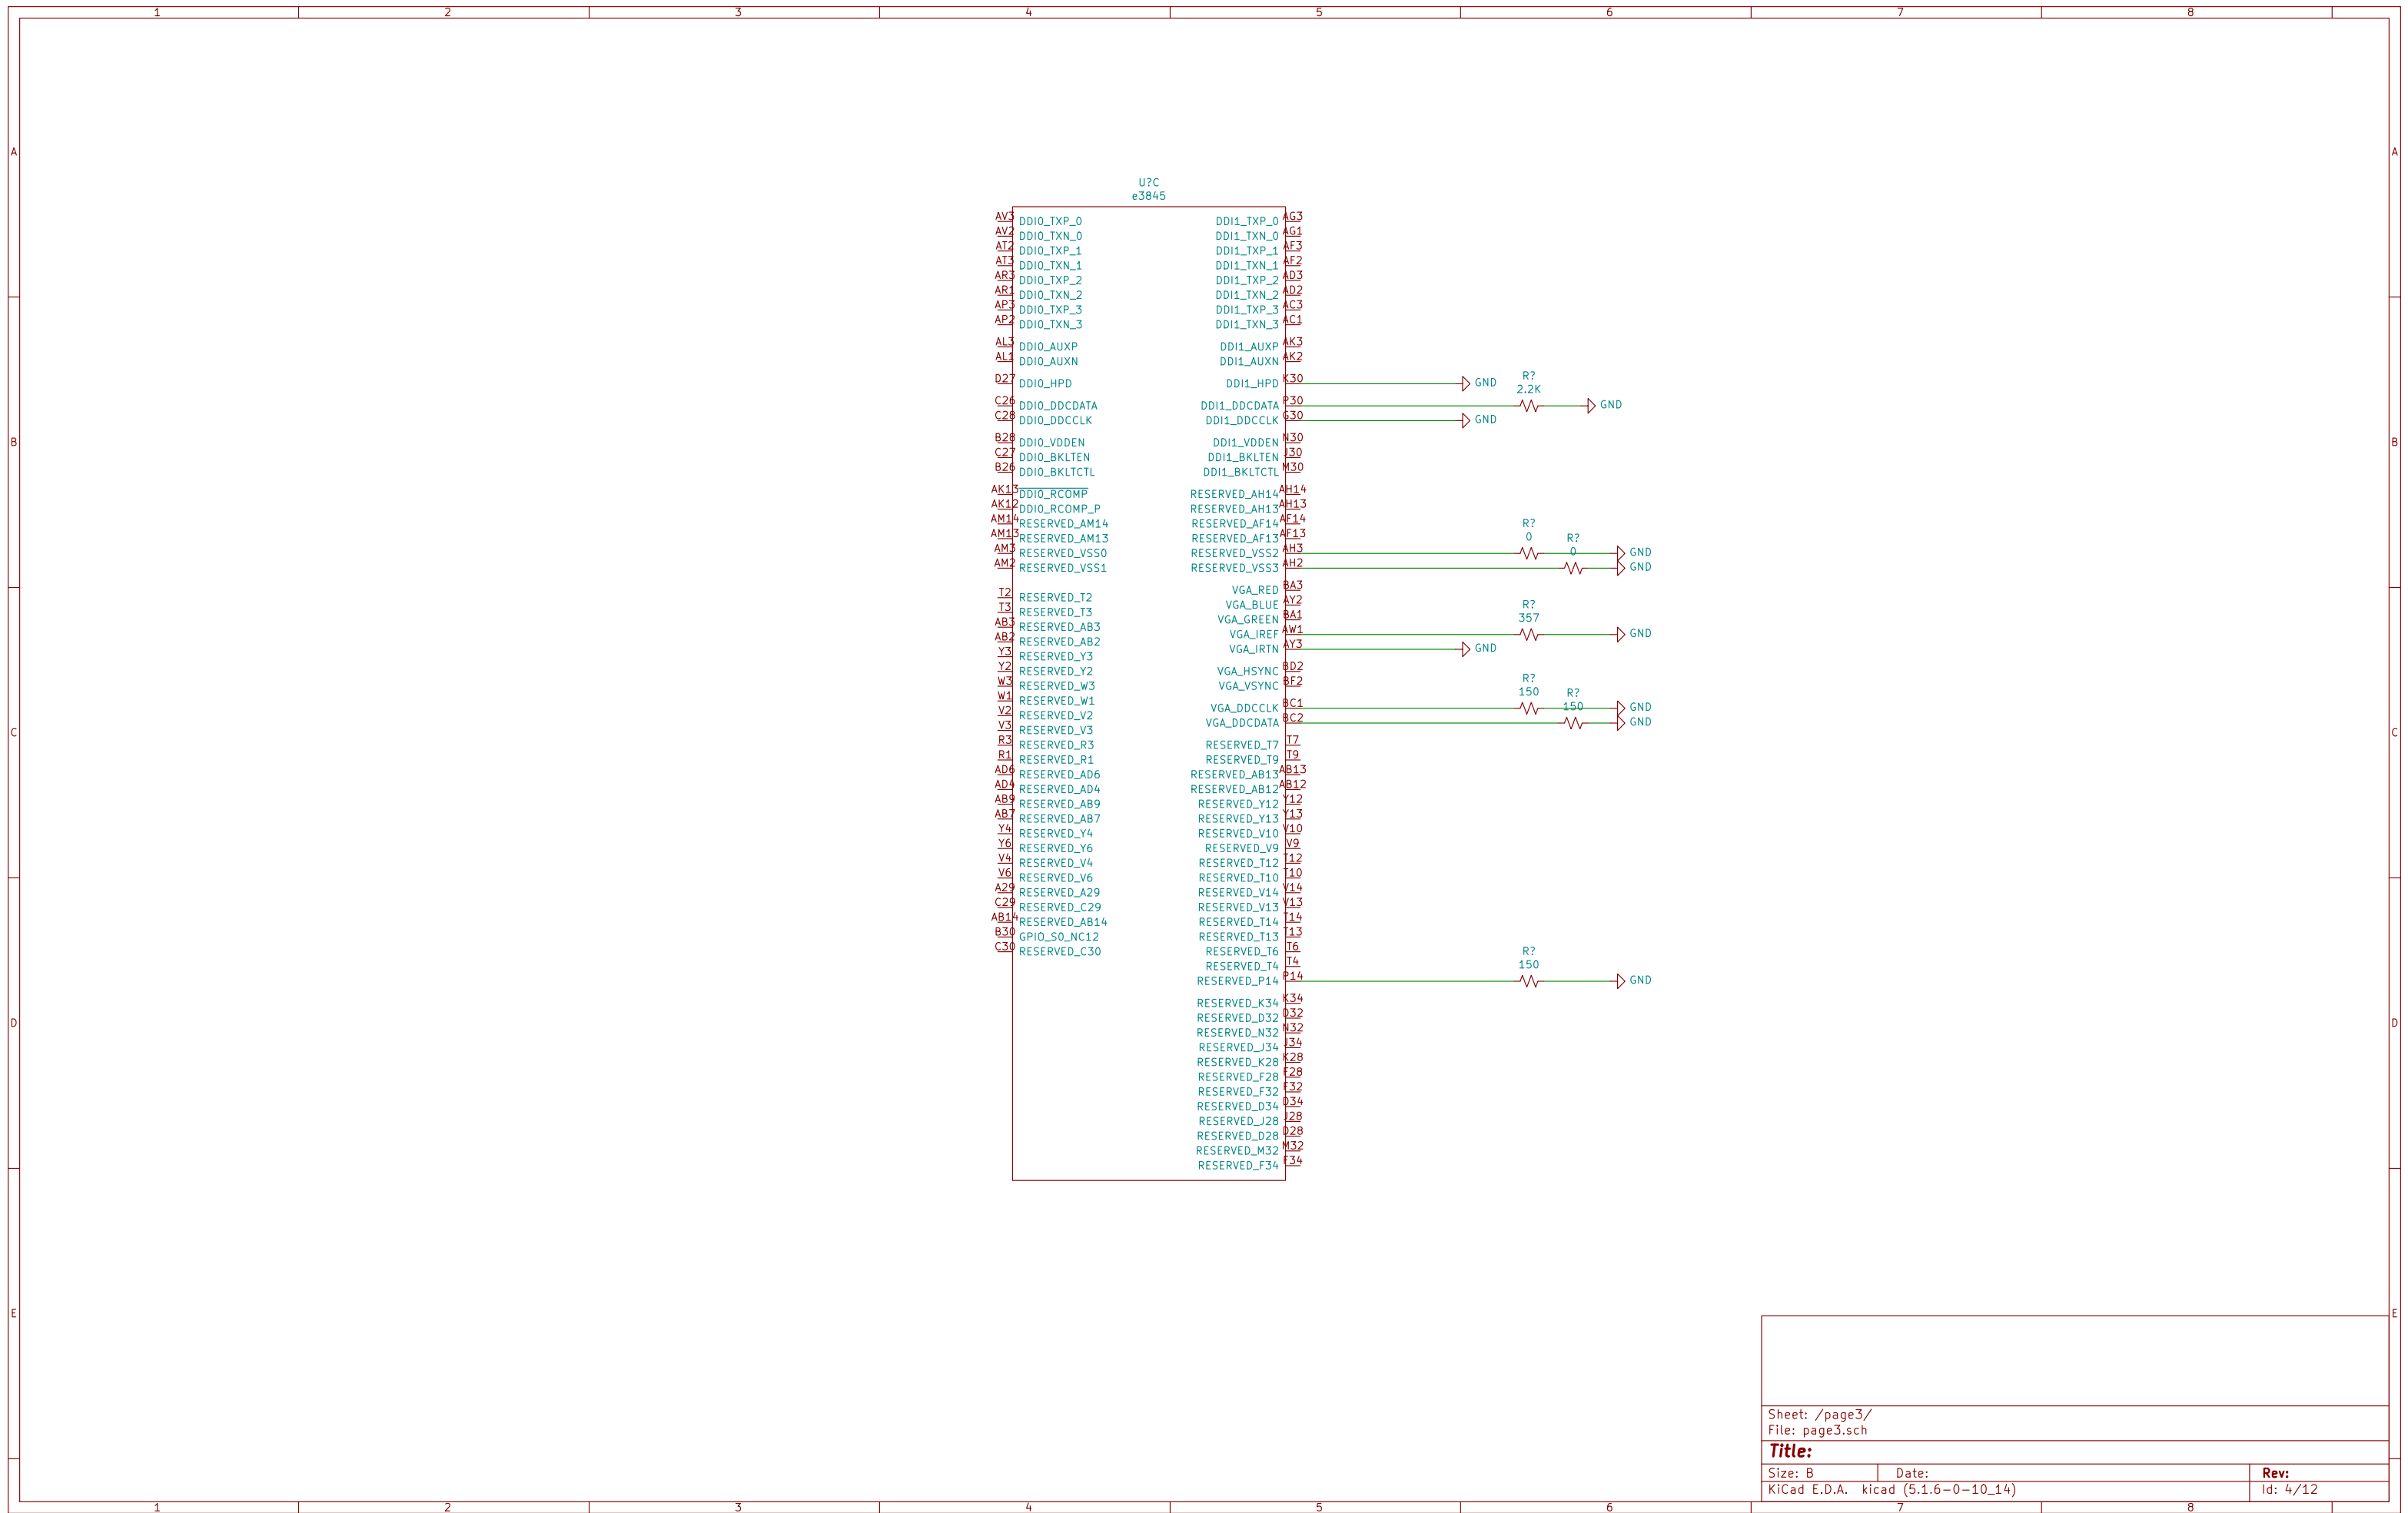 1 2 3 4 5 6 7 8
A A
U?C
e3845
AV3 DDI0_TXP_0 DDI1_TXP_0 AG3
AV2 DDI0_TXN_0 DDI1_TXN_0 AG1
AT2 DDI0_TXP_1 DDI1_TXP_1 AF3
AT3 DDI0_TXN_1 DDI1_TXN_1 AF2
AR3 DDI0_TXP_2 DDI1_TXP_2 AD3
AR1 DDI0_TXN_2 DDI1_TXN_2 AD2
AP3 DDI0_TXP_3 DDI1_TXP_3 AC3
AP2 DDI0_TXN_3 DDI1_TXN_3 AC1
AL3 DDI0_AUXP DDI1_AUXP AK3
AL1 DDI0_AUXN DDI1_AUXN AK2
R?
D27 DDI0_HPD DDI1_HPD K30 GND
2.2K
C26 DDI0_DDCDATA DDI1_DDCDATA P30 GND
C28 DDI0_DDCCLK DDI1_DDCCLK G30 GND
B B
B28 DDI0_VDDEN DDI1_VDDEN N30
C27 DDI0_BKLTEN DDI1_BKLTEN J30
B26 DDI0_BKLTCTL DDI1_BKLTCTL M30
AK13 DDI0_RCOMP RESERVED_AH14 AH14
AK12 DDI0_RCOMP_P RESERVED_AH13 AH13
AM14 RESERVED_AM14 RESERVED_AF14 AF14 R?
AM13 RESERVED_AM13 RESERVED_AF13 AF13 0 R?
AM3 RESERVED_VSS0 RESERVED_VSS2 AH3 0 GND
AM2 RESERVED_VSS1 RESERVED_VSS3 AH2 GND
VGA_RED BA3
T2 RESERVED_T2 VGA_BLUE AY2 R?
T3 RESERVED_T3 VGA_GREEN BA1 357
AB3 RESERVED_AB3 VGA_IREF AW1 GND
AB2 RESERVED_AB2 VGA_IRTN AY3 GND
Y3 RESERVED_Y3
Y2 RESERVED_Y2 VGA_HSYNC BD2 R?
W3 RESERVED_W3 VGA_VSYNC BF2 150 R?
W1 RESERVED_W1 VGA_DDCCLK BC1 150 GND
V2 RESERVED_V2 VGA_DDCDATA BC2 GND
C C
V3 RESERVED_V3
R3 RESERVED_R3 RESERVED_T7 T7
R1 RESERVED_R1 RESERVED_T9 T9
AD6 RESERVED_AD6 RESERVED_AB13 AB13
AD4 RESERVED_AD4 RESERVED_AB12 AB12
AB9 RESERVED_AB9 RESERVED_Y12 Y12
AB7 RESERVED_AB7 RESERVED_Y13 Y13
Y4 RESERVED_Y4 RESERVED_V10 V10
Y6 RESERVED_Y6 RESERVED_V9 V9
V4 RESERVED_V4 RESERVED_T12 T12
V6 RESERVED_V6 RESERVED_T10 T10
A29 RESERVED_A29 RESERVED_V14 V14
C29 RESERVED_C29 RESERVED_V13 V13
AB14 RESERVED_AB14 RESERVED_T14 T14
B30 GPIO_S0_NC12 RESERVED_T13 T13
C30 RESERVED_C30 RESERVED_T6 T6 R?
RESERVED_T4 T4 150
RESERVED_P14 P14 GND
RESERVED_K34 K34
RESERVED_D32 D32
D D
RESERVED_N32 N32
RESERVED_J34 J34
RESERVED_K28 K28
RESERVED_F28 F28
RESERVED_F32 F32
RESERVED_D34 D34
RESERVED_J28 J28
RESERVED_D28 D28
RESERVED_M32 M32
RESERVED_F34 F34
E E
Sheet: /page3/
File: page3.sch
Title:
Size: B Date: Rev:
KiCad E.D.A. kicad (5.1.6-0-10_14) Id: 4/12
1 2 3 4 5 6 7 8